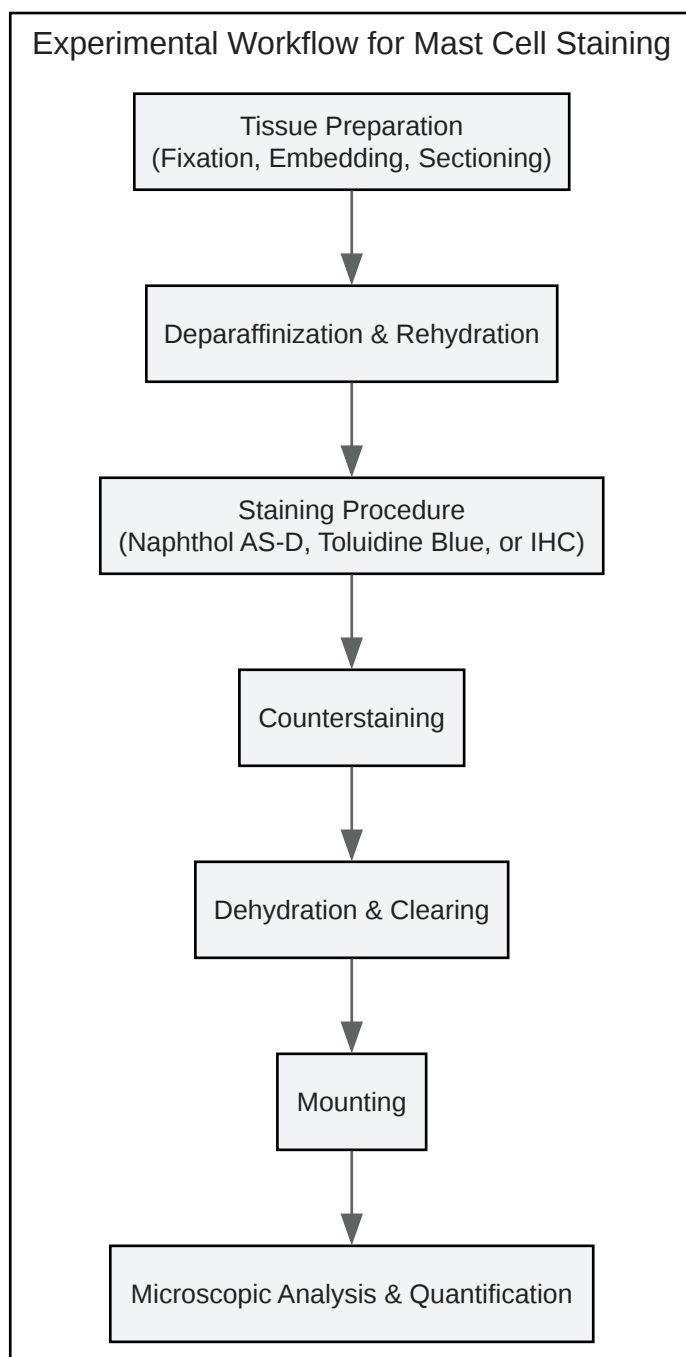 Experimental Workflow for Mast Cell Staining
Tissue Preparation
(Fixation, Embedding, Sectioning)
Deparaffinization & Rehydration
Staining Procedure
(Naphthol AS-D, Toluidine Blue, or IHC)
Counterstaining
Dehydration & Clearing
Mounting
Microscopic Analysis & Quantification